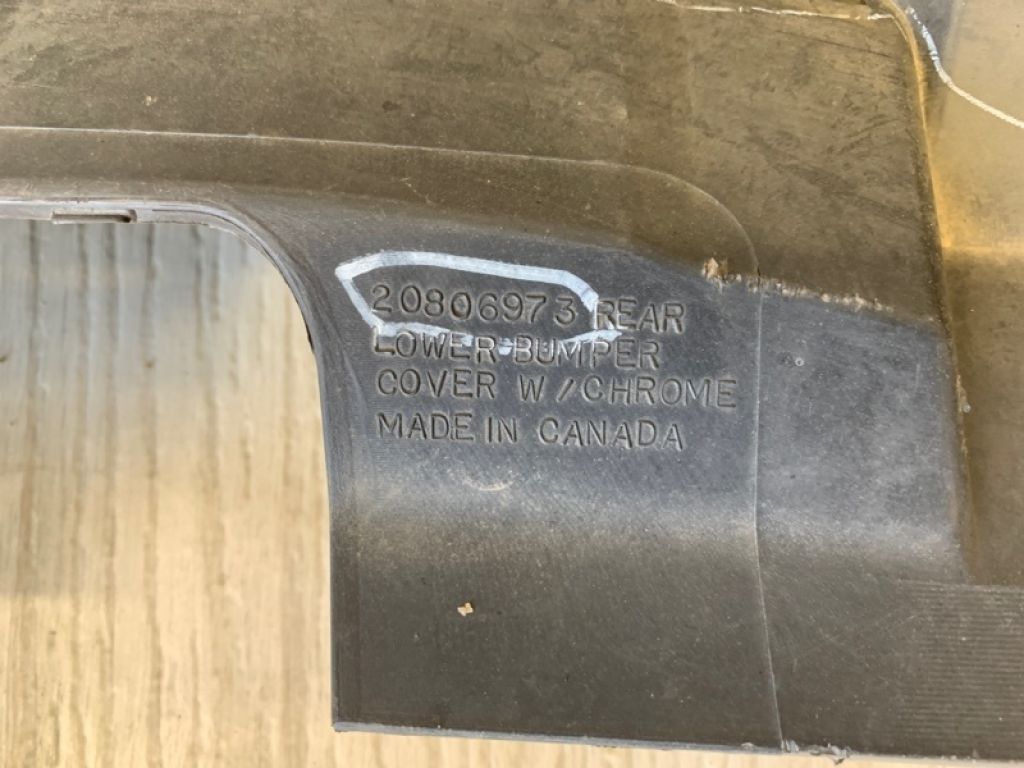 20806973 REAR
LOWER BUMPER
COVER W/CHROME
MADE IN CANADA